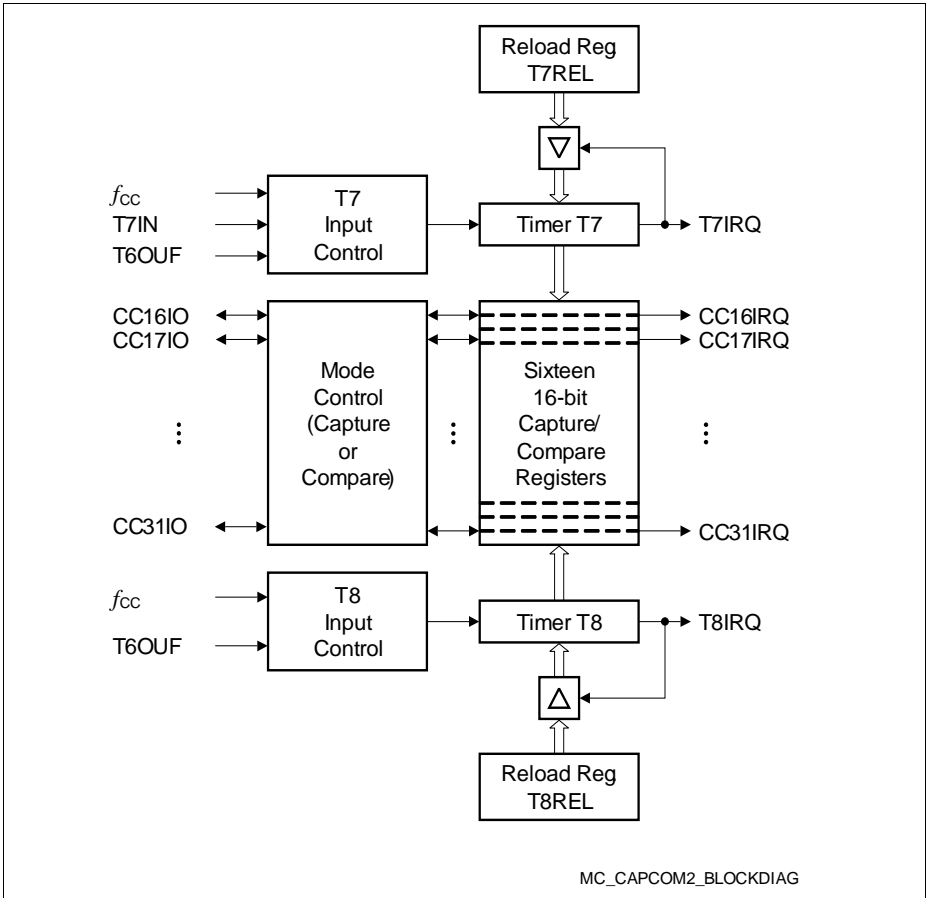 Reload Reg.
T7REL
fCC
T7IN
T6OUF
T7
Input
Control
Timer T7
T7IRQ
CC16IO
CC17IO
CC31IO
Mode
Control
(Capture
or
Compare)
Sixteen
16-bit
Capture/
Compare
Registers
CC16IRQ
CC17IRQ
CC31IRQ
fCC
T6OUF
T8
Input
Control
Timer T8
T8IRQ
Reload Reg.
T8REL
MC_CAPCOM2_BLOCKDIAG